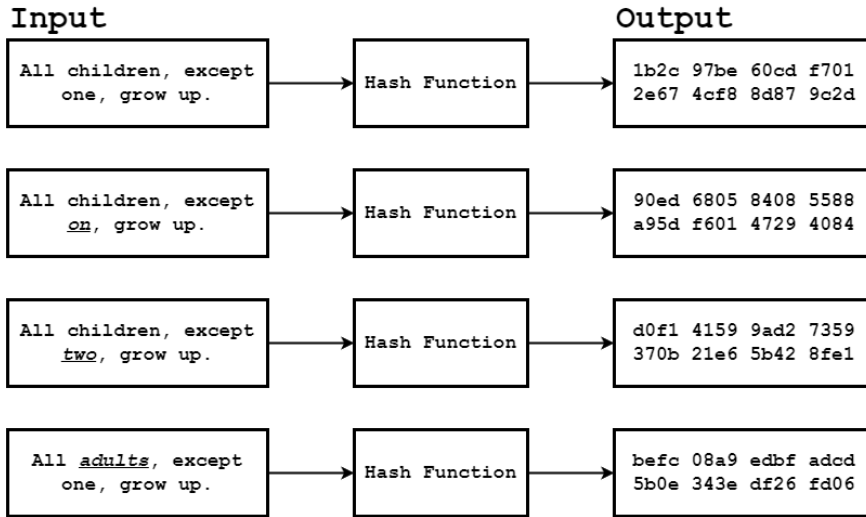 Input
Output
All children, except
one, grow up.
Hash Function
1b2c 97be 60cd f701
2e67 4cf8 8d87 9c2d
All children, except
on, grow up.
Hash Function
90ed 6805 8408 5588
a95d f601 4729 4084
All children, except
two, grow up.
Hash Function
d0f1 4159 9ad2 7359
370b 21e6 5b42 8fe1
All adults, except
one, grow up.
Hash Function
befc 08a9 edbf adcd
5b0e 343e df26 fd06